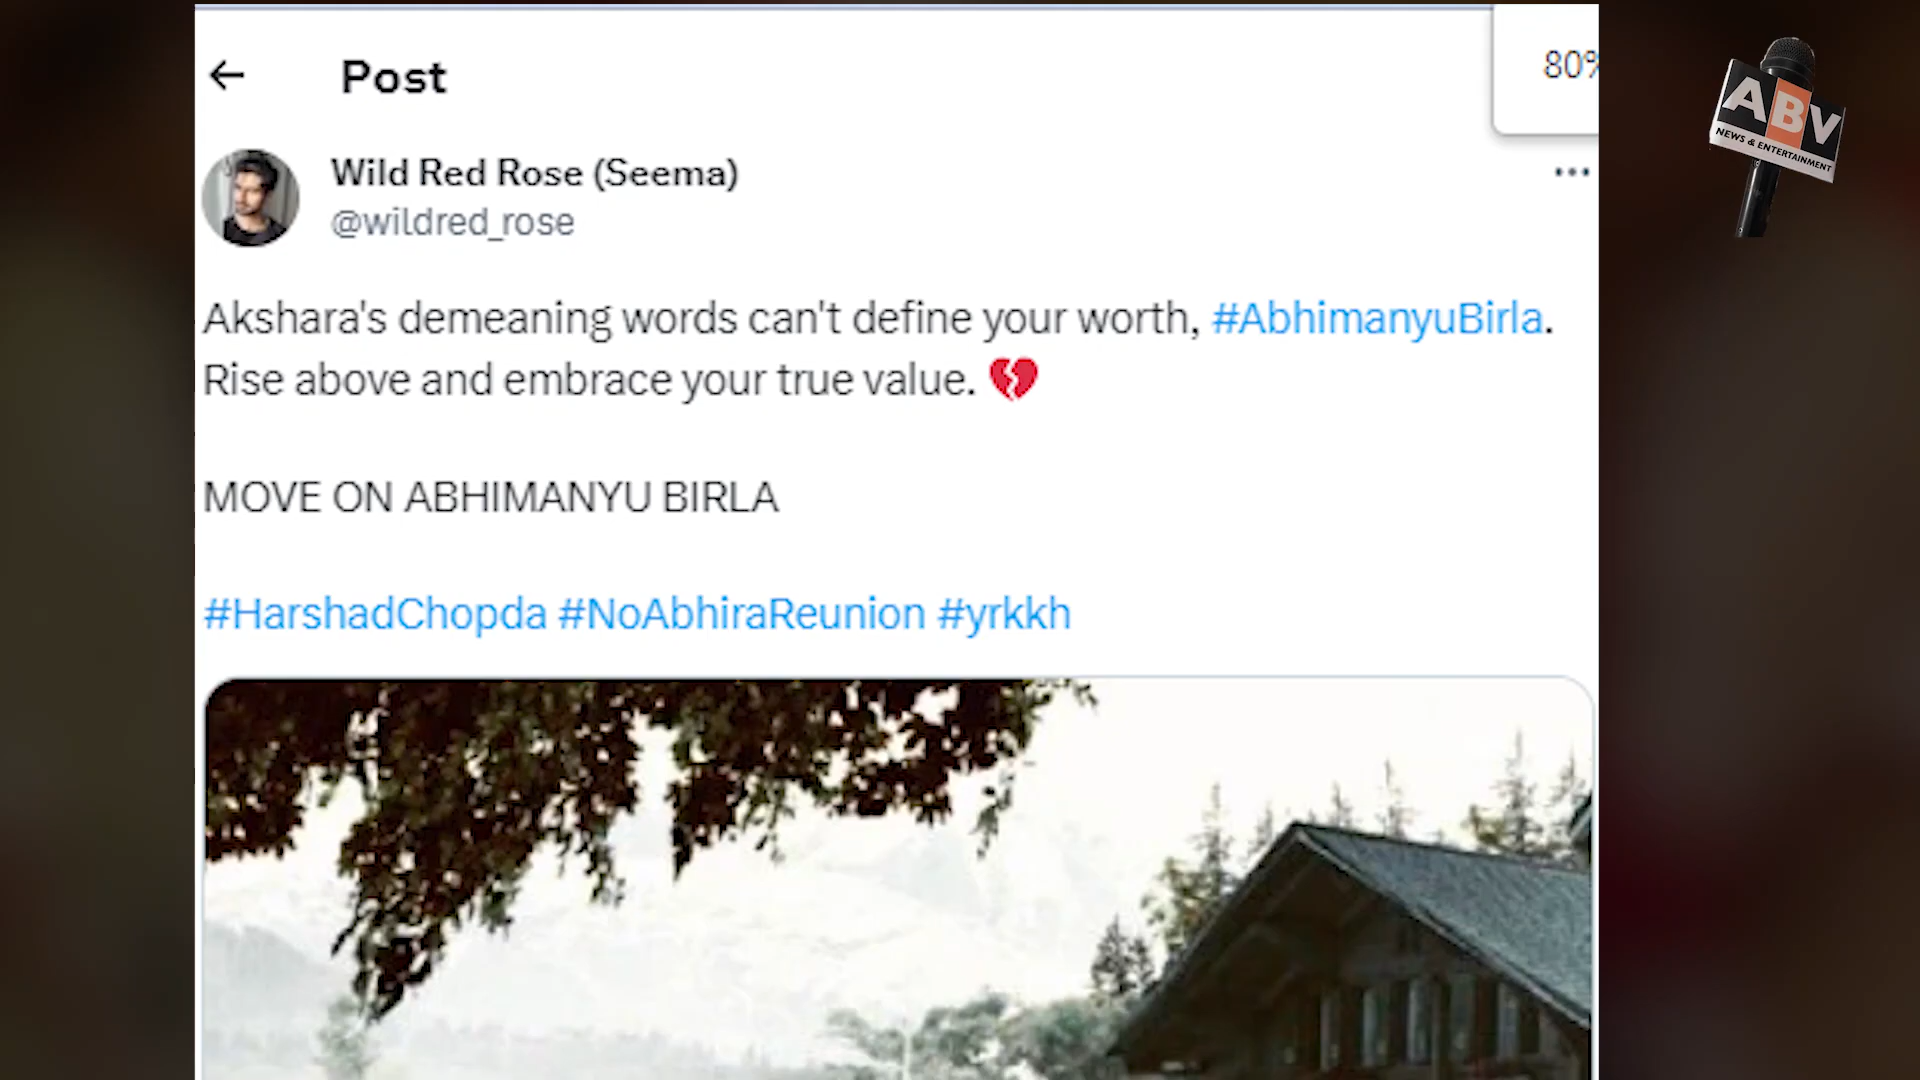 Post
80%
Wild Red Rose (Seema)
@wildred_rose
Akshara's demeaning words can't define your worth, #AbhimanyuBirla.
Rise above and embrace your true value. 💔
MOVE ON ABHIMANYU BIRLA
#HarshadChopda #NoAbhiraReunion #yrkkh
ABV
NEWS & ENTERTAINMENT